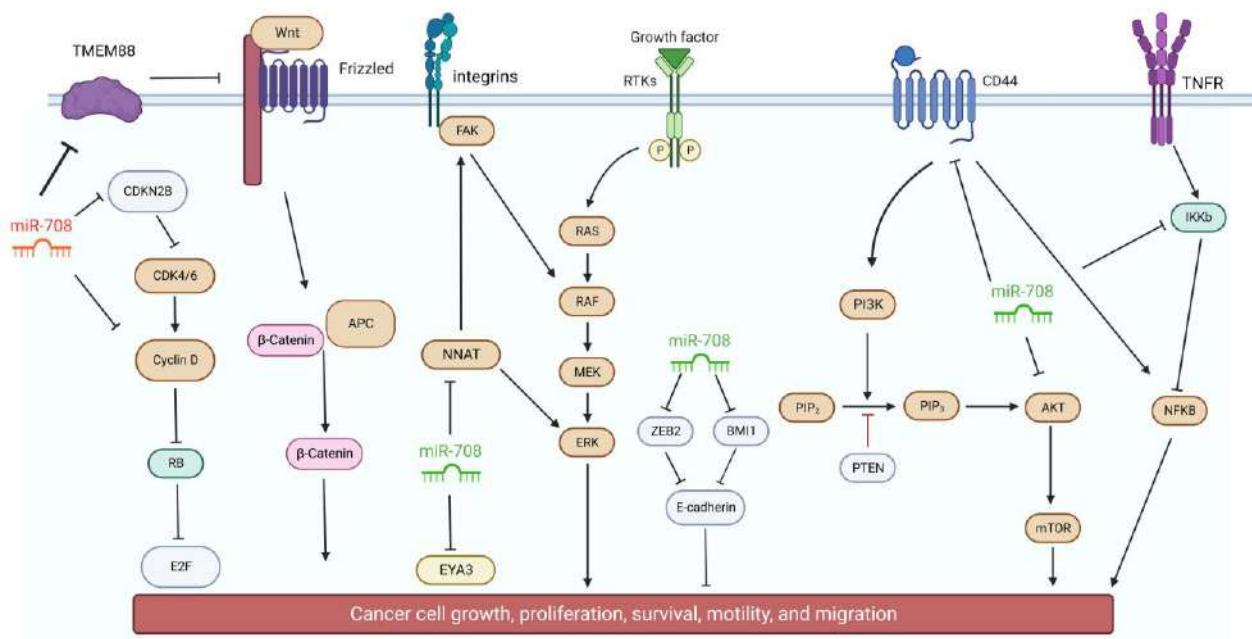 Wnt
TMEM88
Frizzled
integrins
Growth factor
RTKs
CD44
TNFR
FAK
P
P
CDKN2B
miR-708
IKKb
RAS
CDK4/6
RAF
miR-708
PI3K
APC
β-Catenin
Cyclin D
NNAT
miR-708
MEK
PIP₂
PIP₃
AKT
NFKB
ZEB2
BMI1
ERK
β-Catenin
RB
miR-708
PTEN
E-cadherin
mTOR
E2F
EYA3
Cancer cell growth, proliferation, survival, motility, and migration